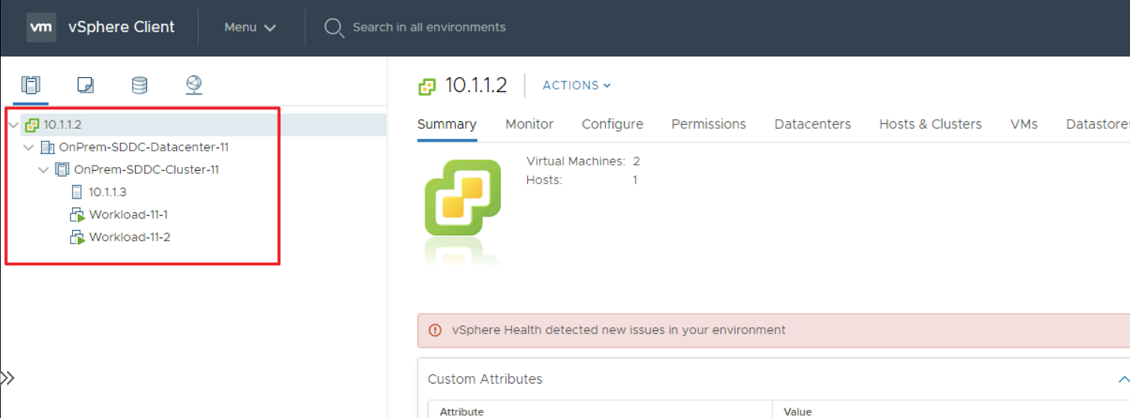 vm vSphere Client Menu Search in all environments
10.1.1.2
OnPrem-SDDC-Datacenter-11
OnPrem-SDDC-Cluster-11
10.1.1.3
Workload-11-1
Workload-11-2
10.1.1.2 ACTIONS
Summary Monitor Configure Permissions Datacenters Hosts & Clusters VMs Datastores
Virtual Machines: 2
Hosts: 1
vSphere Health detected new issues in your environment
Custom Attributes
Attribute Value